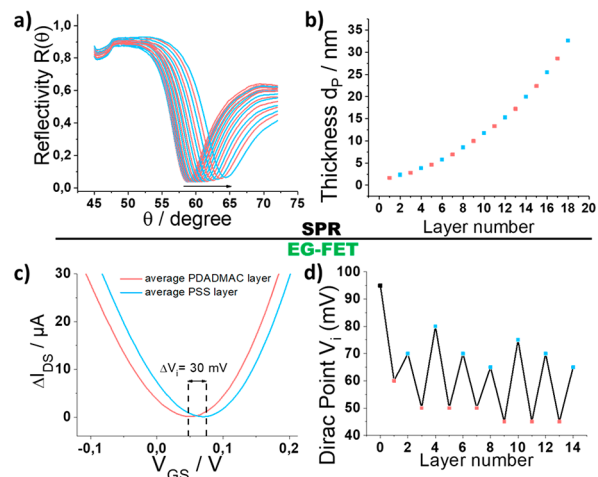 a)
Reflectivity R(θ)
1,0
0,8
0,6
0,4
0,2
0,0
45 50 55 60 65 70 75
θ / degree
b)
Thickness dP / nm
35
30
25
20
15
10
5
0
0 2 4 6 8 10 12 14 16 18 20
Layer number
SPR
EG-FET
c)
ΔIDS / µA
30
20
10
0
average PDADMAC layer
average PSS layer
ΔVi= 30 mV
-0,1 0,0 0,1 0,2
VGS / V
d)
Dirac Point Vi (mV)
100
90
80
70
60
50
40
0 2 4 6 8 10 12 14
Layer number